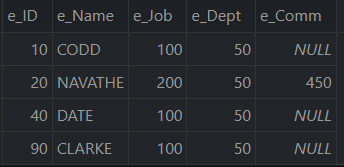 e_ID e_Name e_Job e_Dept e_Comm
10 CODD 100 50 NULL
20 NAVATHE 200 50 450
40 DATE 100 50 NULL
90 CLARKE 100 50 NULL